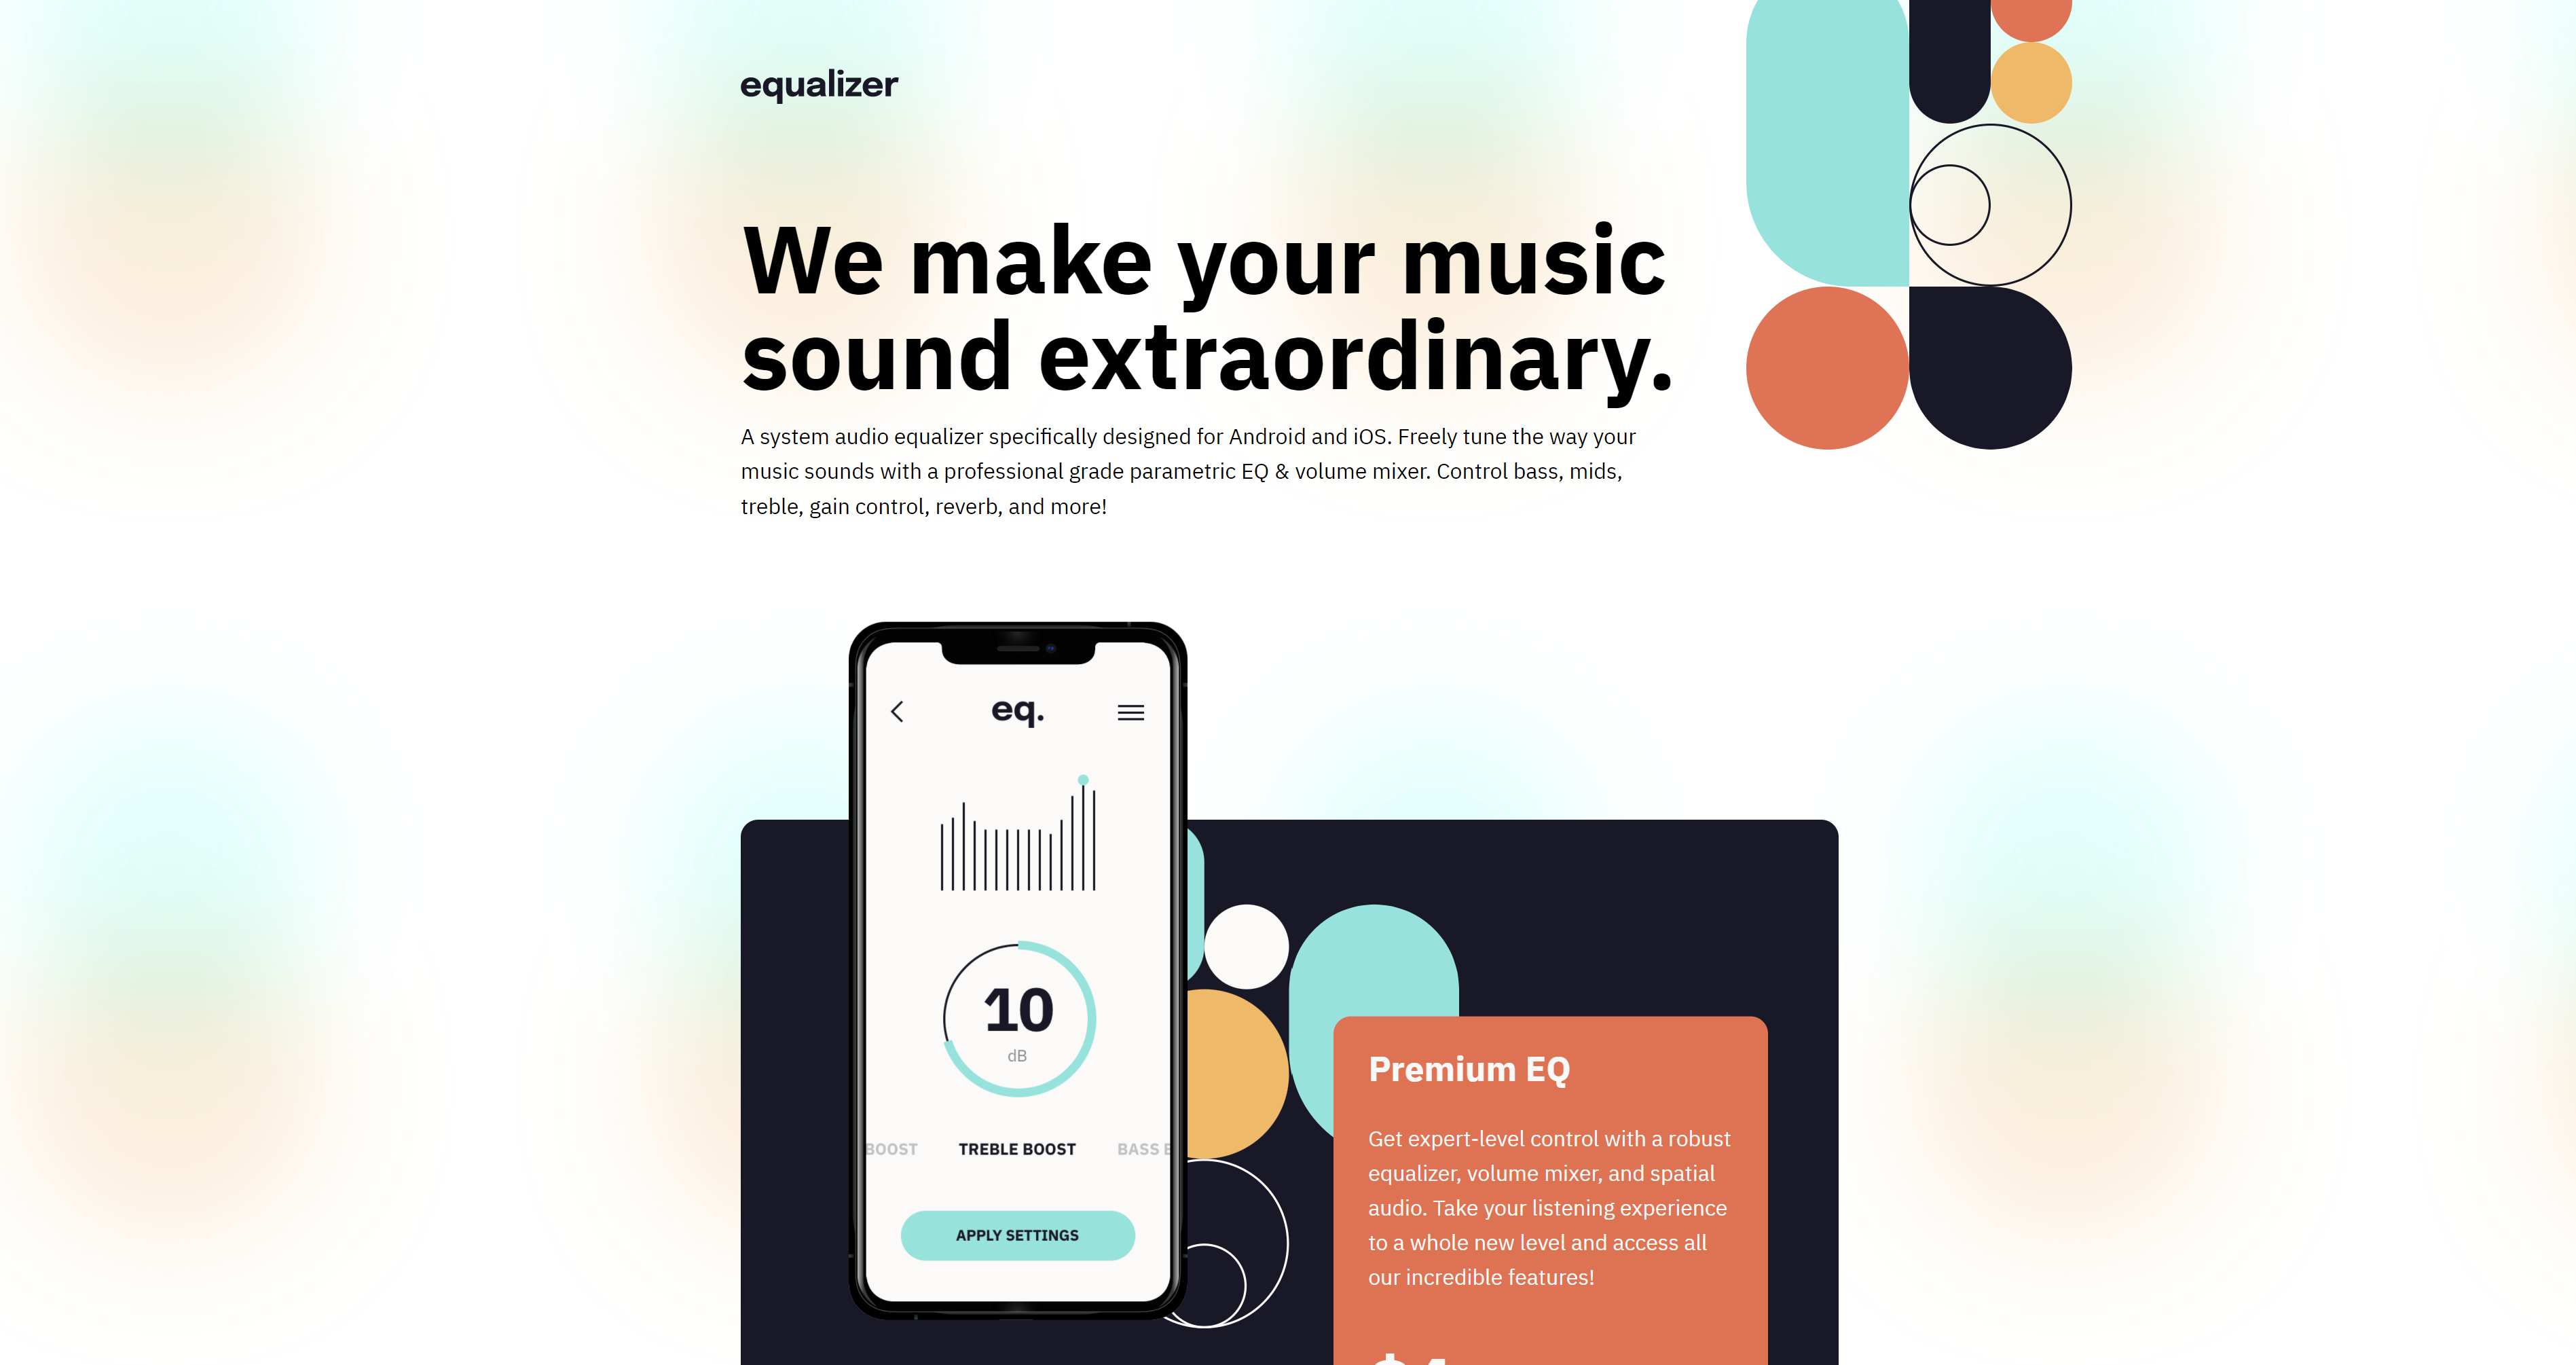 equalizer
We make your music
sound extraordinary.
A system audio equalizer specifically designed for Android and iOS. Freely tune the way your
music sounds with a professional grade parametric EQ & volume mixer. Control bass, mids,
treble, gain control, reverb, and more!
eq.
10
dB
BOOST TREBLE BOOST BASS B
APPLY SETTINGS
Premium EQ
Get expert-level control with a robust
equalizer, volume mixer, and spatial
audio. Take your listening experience
to a whole new level and access all
our incredible features!